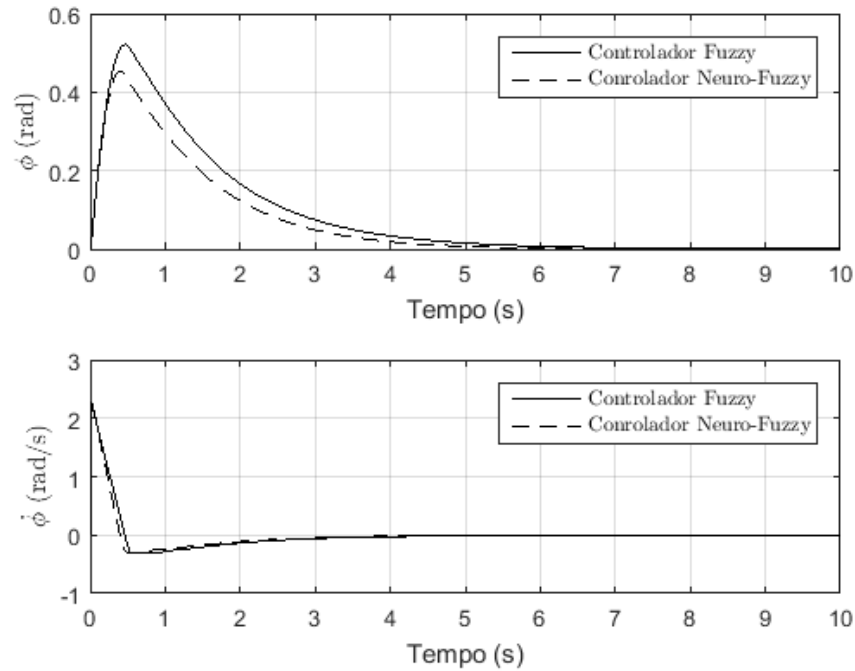 0.6
0.4
0.2
0
ϕ (rad)
Controlador Fuzzy
Conrolador Neuro-Fuzzy
0 1 2 3 4 5 6 7 8 9 10
Tempo (s)
3
2
1
0
-1
ϕ̇ (rad/s)
Controlador Fuzzy
Conrolador Neuro-Fuzzy
0 1 2 3 4 5 6 7 8 9 10
Tempo (s)